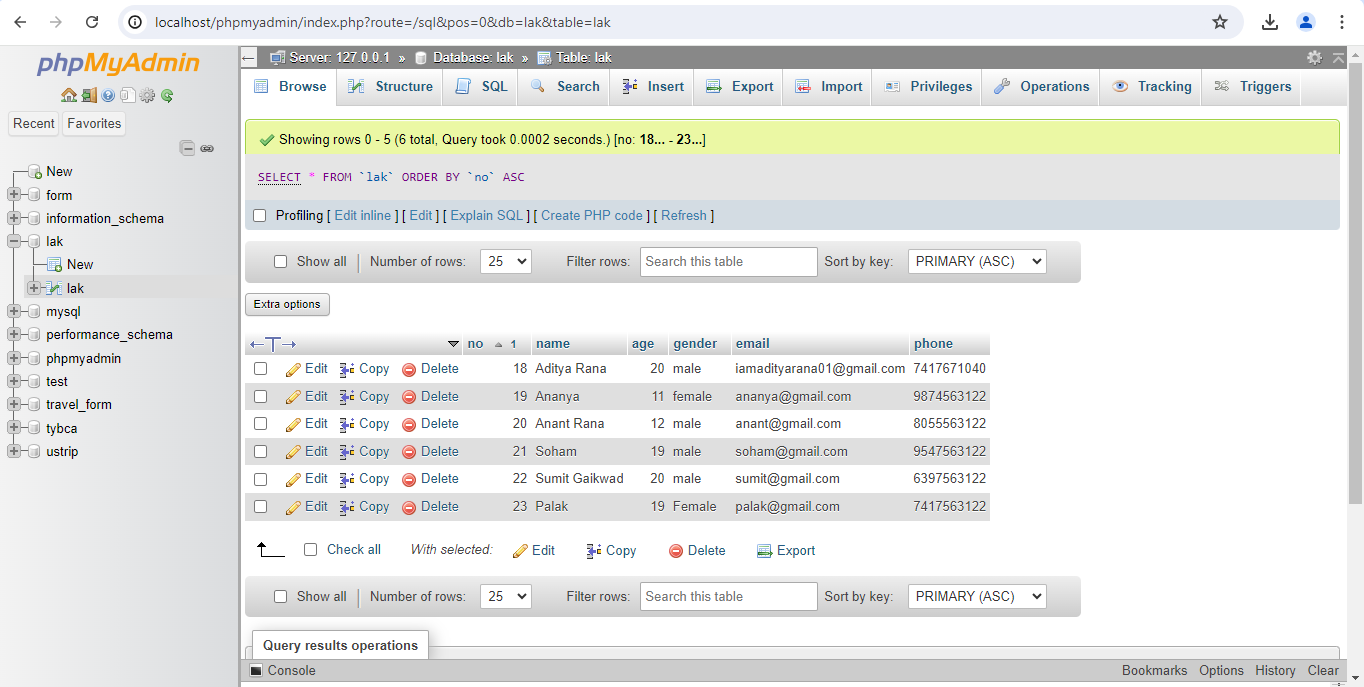 localhost/phpmyadmin/index.php?route=/sql&pos=0&db=lak&table=lak
phpMyAdmin
Recent Favorites
New
form
information_schema
lak
New
lak
mysql
performance_schema
phpmyadmin
test
travel_form
tybca
ustrip
Server: 127.0.0.1 » Database: lak » Table: lak
Browse Structure SQL Search Insert Export Import Privileges Operations Tracking Triggers
Showing rows 0 - 5 (6 total, Query took 0.0002 seconds.) [no: 18... - 23...]
SELECT * FROM `lak` ORDER BY `no` ASC
Profiling [ Edit inline ] [ Edit ] [ Explain SQL ] [ Create PHP code ] [ Refresh ]
Show all Number of rows: 25 Filter rows: Search this table Sort by key: PRIMARY (ASC)
Extra options
no 1 name age gender email phone
Edit Copy Delete 18 Aditya Rana 20 male iamadityarana01@gmail.com 7417671040
Edit Copy Delete 19 Ananya 11 female ananya@gmail.com 9874563122
Edit Copy Delete 20 Anant Rana 12 male anant@gmail.com 8055563122
Edit Copy Delete 21 Soham 19 male soham@gmail.com 9547563122
Edit Copy Delete 22 Sumit Gaikwad 20 male sumit@gmail.com 6397563122
Edit Copy Delete 23 Palak 19 Female palak@gmail.com 7417563122
Check all With selected: Edit Copy Delete Export
Show all Number of rows: 25 Filter rows: Search this table Sort by key: PRIMARY (ASC)
Query results operations
Console Bookmarks Options History Clear